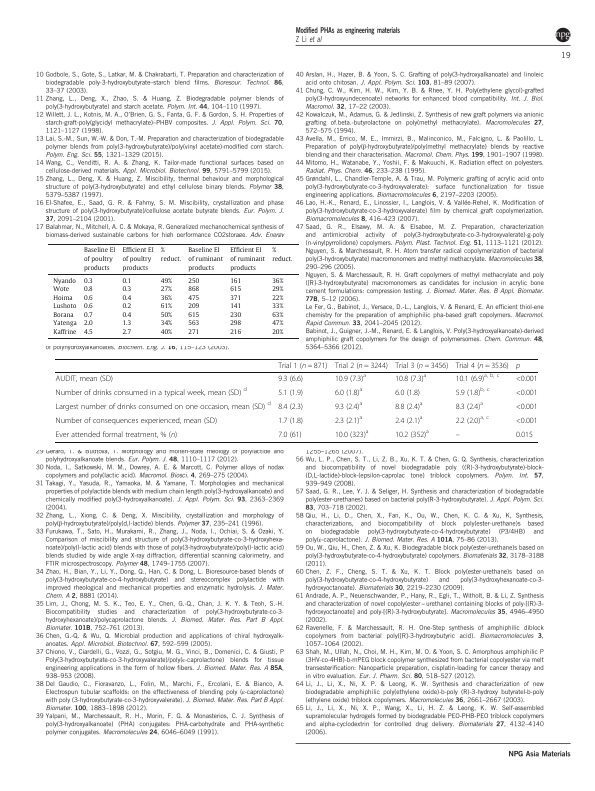 Modified PHAs as engineering materials
Z Li et al
npg
19
10 Godbole, S., Gote, S., Latkar, M. & Chakrabarti, T. Preparation and characterization of
biodegradable poly-3-hydroxybutyrate–starch blend films. Bioresour. Technol. 86,
33–37 (2003).
11 Zhang, L., Deng, X., Zhao, S. & Huang, Z. Biodegradable polymer blends of
poly(3-hydroxybutyrate) and starch acetate. Polym. Int. 44, 104–110 (1997).
12 Willett, J. L., Kotnis, M. A., O'Brien, G. S., Fanta, G. F. & Gordon, S. H. Properties of
starch-graft-poly(glycidyl methacrylate)–PHBV composites. J. Appl. Polym. Sci. 70,
1121–1127 (1998).
13 Lai, S.-M., Sun, W.-W. & Don, T.-M. Preparation and characterization of biodegradable
polymer blends from poly(3-hydroxybutyrate)/poly(vinyl acetate)-modified corn starch.
Polym. Eng. Sci. 55, 1321–1329 (2015).
14 Wang, C., Venditti, R. A. & Zhang, K. Tailor-made functional surfaces based on
cellulose-derived materials. Appl. Microbiol. Biotechnol. 99, 5791–5799 (2015).
15 Zhang, L., Deng, X. & Huang, Z. Miscibility, thermal behaviour and morphological
structure of poly(3-hydroxybutyrate) and ethyl cellulose binary blends. Polymer 38,
5379–5387 (1997).
16 El-Shafee, E., Saad, G. R. & Fahmy, S. M. Miscibility, crystallization and phase
structure of poly(3-hydroxybutyrate)/cellulose acetate butyrate blends. Eur. Polym. J.
37, 2091–2104 (2001).
17 Balahmar, N., Mitchell, A. C. & Mokaya, R. Generalized mechanochemical synthesis of
biomass-derived sustainable carbons for high performance CO2storage. Adv. Energy
Baseline EI of poultry products Efficient EI of poultry products % reduct. Baseline EI of ruminant products Efficient EI of ruminant products % reduct.
Nyando 0.3 0.1 49% 250 161 36%
Wote 0.8 0.3 27% 868 615 29%
Hoima 0.6 0.4 36% 475 371 22%
Lushoto 0.6 0.2 61% 209 141 33%
Borana 0.7 0.4 50% 615 230 63%
Yatenga 2.0 1.3 34% 563 298 47%
Kaffrine 4.5 2.7 40% 271 216 20%
of polyhydroxyalkanoates. Biochem. Eng. J. 16, 115–123 (2003).
40 Arslan, H., Hazer, B. & Yoon, S. C. Grafting of poly(3-hydroxyalkanoate) and linoleic
acid onto chitosan. J. Appl. Polym. Sci. 103, 81–89 (2007).
41 Chung, C. W., Kim, H. W., Kim, Y. B. & Rhee, Y. H. Poly(ethylene glycol)-grafted
poly(3-hydroxyundecenoate) networks for enhanced blood compatibility. Int. J. Biol.
Macromol. 32, 17–22 (2003).
42 Kowalczuk, M., Adamus, G. & Jedlinski, Z. Synthesis of new graft polymers via anionic
grafting of.beta.-butyrolactone on poly(methyl methacrylate). Macromolecules 27,
572–575 (1994).
43 Avella, M., Errico, M. E., Immirzi, B., Malinconico, M., Falcigno, L. & Paolillo, L.
Preparation of poly(β-hydroxybutyrate)/poly(methyl methacrylate) blends by reactive
blending and their characterisation. Macromol. Chem. Phys. 199, 1901–1907 (1998).
44 Mitomo, H., Watanabe, Y., Yoshii, F. & Makuuchi, K. Radiation effect on polyesters.
Radiat. Phys. Chem. 46, 233–238 (1995).
45 Grøndahl, L., Chandler-Temple, A. & Trau, M. Polymeric grafting of acrylic acid onto
poly(3-hydroxybutyrate-co-3-hydroxyvalerate): surface functionalization for tissue
engineering applications. Biomacromolecules 6, 2197–2203 (2005).
46 Lao, H.-K., Renard, E., Linossier, I., Langlois, V. & Vallée-Rehel, K. Modification of
poly(3-hydroxybutyrate-co-3-hydroxyvalerate) film by chemical graft copolymerization.
Biomacromolecules 8, 416–423 (2007).
47 Saad, G. R., Elsawy, M. A. & Elsabee, M. Z. Preparation, characterization
and antimicrobial activity of poly(3-hydroxybutyrate-co-3-hydroxyvalerate)-g-poly
(n-vinylpyrrolidone) copolymers. Polym. Plast. Technol. Eng. 51, 1113–1121 (2012).
Nguyen, S. & Marchessault, R. H. Atom transfer radical copolymerization of bacterial
poly(3-hydroxybutyrate) macromonomers and methyl methacrylate. Macromolecules 38,
290–296 (2005).
Nguyen, S. & Marchessault, R. H. Graft copolymers of methyl methacrylate and poly
([R]-3-hydroxybutyrate) macromonomers as candidates for inclusion in acrylic bone
cement formulations: compression testing. J. Biomed. Mater. Res. B Appl. Biomater.
77B, 5–12 (2006).
Le Fer, G., Babinot, J., Versace, D.-L., Langlois, V. & Renard, E. An efficient thiol-ene
chemistry for the preparation of amphiphilic pha-based graft copolymers. Macromol.
Rapid Commun. 33, 2041–2045 (2012).
Babinot, J., Guigner, J.-M., Renard, E. & Langlois, V. Poly(3-hydroxyalkanoate)-derived
amphiphilic graft copolymers for the design of polymersomes. Chem. Commun. 48,
5364–5366 (2012).
Trial 1 (n = 871) Trial 2 (n = 3244) Trial 3 (n = 3456) Trial 4 (n = 3536) p
AUDIT, mean (SD) 9.3 (6.6) 10.9 (7.3)a 10.8 (7.3)a 10.1 (6.9)a, b, c <0.001
Number of drinks consumed in a typical week, mean (SD) d 5.1 (1.9) 6.0 (1.8)a 6.0 (1.8)a 5.9 (1.8)b, c <0.001
Largest number of drinks consumed on one occasion, mean (SD) d 8.4 (2.3) 9.3 (2.4)a 8.8 (2.4)a 8.3 (2.4)a <0.001
Number of consequences experienced, mean (SD) 1.7 (1.8) 2.3 (2.1)a 2.4 (2.1)a 2.2 (2.0)a, c <0.001
Ever attended formal treatment, % (n) 7.0 (61) 10.0 (323)a 10.2 (352)a – 0.015
29 Gerard, T. & Budtova, T. Morphology and molten-state rheology of polylactide and
polyhydroxyalkanoate blends. Eur. Polym. J. 48, 1110–1117 (2012).
30 Noda, I., Satkowski, M. M., Dowrey, A. E. & Marcott, C. Polymer alloys of nodax
copolymers and poly(lactic acid). Macromol. Biosci. 4, 269–275 (2004).
31 Takagi, Y., Yasuda, R., Yamaoka, M. & Yamane, T. Morphologies and mechanical
properties of polylactide blends with medium chain length poly(3-hydroxyalkanoate) and
chemically modified poly(3-hydroxyalkanoate). J. Appl. Polym. Sci. 93, 2363–2369
(2004).
32 Zhang, L., Xiong, C. & Deng, X. Miscibility, crystallization and morphology of
poly(β-hydroxybutyrate)/poly(d,l-lactide) blends. Polymer 37, 235–241 (1996).
33 Furukawa, T., Sato, H., Murakami, R., Zhang, J., Noda, I., Ochiai, S. & Ozaki, Y.
Comparison of miscibility and structure of poly(3-hydroxybutyrate-co-3-hydroxyhexa-
noate)/poly(l-lactic acid) blends with those of poly(3-hydroxybutyrate)/poly(l-lactic acid)
blends studied by wide angle X-ray diffraction, differential scanning calorimetry, and
FTIR microspectroscopy. Polymer 48, 1749–1755 (2007).
34 Zhao, H., Bian, Y., Li, Y., Dong, Q., Han, C. & Dong, L. Bioresource-based blends of
poly(3-hydroxybutyrate-co-4-hydroxybutyrate) and stereocomplex polylactide with
improved rheological and mechanical properties and enzymatic hydrolysis. J. Mater.
Chem. A 2, 8881 (2014).
35 Lim, J., Chong, M. S. K., Teo, E. Y., Chen, G.-Q., Chan, J. K. Y. & Teoh, S.-H.
Biocompatibility studies and characterization of poly(3-hydroxybutyrate-co-3-
hydroxyhexanoate)/polycaprolactone blends. J. Biomed. Mater. Res. Part B Appl.
Biomater. 101B, 752–761 (2013).
36 Chen, G.-Q. & Wu, Q. Microbial production and applications of chiral hydroxyalk-
anoates. Appl. Microbiol. Biotechnol. 67, 592–599 (2005).
37 Chiono, V., Ciardelli, G., Vozzi, G., Sotgiu, M. G., Vinci, B., Domenici, C. & Giusti, P.
Poly(3-hydroxybutyrate-co-3-hydroxyvalerate)/poly(ε-caprolactone) blends for tissue
engineering applications in the form of hollow fibers. J. Biomed. Mater. Res. A 85A,
938–953 (2008).
38 Del Gaudio, C., Fioravanzo, L., Folin, M., Marchi, F., Ercolani, E. & Bianco, A.
Electrospun tubular scaffolds: on the effectiveness of blending poly (ε-caprolactone)
with poly (3-hydroxybutyrate-co-3-hydroxyvalerate). J. Biomed. Mater. Res. Part B Appl.
Biomater. 100, 1883–1898 (2012).
39 Yalpani, M., Marchessault, R. H., Morin, F. G. & Monasterios, C. J. Synthesis of
poly(3-hydroxyalkanoate) (PHA) conjugates: PHA-carbohydrate and PHA-synthetic
polymer conjugates. Macromolecules 24, 6046–6049 (1991).
1255–1265 (2007).
56 Wu, L. P., Chen, S. T., Li, Z. B., Xu, K. T. & Chen, G. Q. Synthesis, characterization
and biocompatibility of novel biodegradable poly ((R)-3-hydroxybutyrate)-block-
(D,L-lactide)-block-(epsilon-caprolac tone) triblock copolymers. Polym. Int. 57,
939–949 (2008).
57 Saad, G. R., Lee, Y. J. & Seliger, H. Synthesis and characterization of biodegradable
poly(ester-urethanes) based on bacterial poly(R-3-hydroxybutyrate). J. Appl. Polym. Sci.
83, 703–718 (2002).
58 Qiu, H., Li, D., Chen, X., Fan, K., Ou, W., Chen, K. C. & Xu, K. Synthesis,
characterizations, and biocompatibility of block poly(ester-urethane)s based on
biodegradable poly(3-hydroxybutyrate-co-4-hydroxybutyrate) (P3/4HB) and
poly(ε-caprolactone). J. Biomed. Mater. Res. A 101A, 75–86 (2013).
59 Ou, W., Qiu, H., Chen, Z. & Xu, K. Biodegradable block poly(ester-urethane)s based on
poly(3-hydroxybutyrate-co-4-hydroxybutyrate) copolymers. Biomaterials 32, 3178–3188
(2011).
60 Chen, Z. F., Cheng, S. T. & Xu, K. T. Block poly(ester-urethane)s based on
poly(3-hydroxybutyrate-co-4-hydroxybutyrate) and poly(3-hydroxyhexanoate-co-3-
hydroxyoctanoate). Biomaterials 30, 2219–2230 (2009).
61 Andrade, A. P., Neuenschwander, P., Hany, R., Egli, T., Witholt, B. & Li, Z. Synthesis
and characterization of novel copoly(ester – urethane) containing blocks of poly-[(R)-3-
hydroxyoctanoate] and poly-[(R)-3-hydroxybutyrate]. Macromolecules 35, 4946–4950
(2002).
62 Ravenelle, F. & Marchessault, R. H. One-Step synthesis of amphiphilic diblock
copolymers from bacterial poly([R]-3-hydroxybutyric acid). Biomacromolecules 3,
1057–1064 (2002).
63 Shah, M., Ullah, N., Choi, M. H., Kim, M. O. & Yoon, S. C. Amorphous amphiphilic P
(3HV-co-4HB)-b-mPEG block copolymer synthesized from bacterial copolyester via melt
transesterification: Nanoparticle preparation, cisplatin-loading for cancer therapy and
in vitro evaluation. Eur. J. Pharm. Sci. 80, 518–527 (2012).
64 Li, J., Li, X., Ni, X. P. & Leong, K. W. Synthesis and characterization of new
biodegradable amphiphilic poly(ethylene oxide)-b-poly (R)-3-hydroxy butyrate-b-poly
(ethylene oxide) triblock copolymers. Macromolecules 36, 2661–2667 (2003).
65 Li, J., Li, X., Ni, X. P., Wang, X., Li, H. Z. & Leong, K. W. Self-assembled
supramolecular hydrogels formed by biodegradable PEO-PHB-PEO triblock copolymers
and alpha-cyclodextrin for controlled drug delivery. Biomaterials 27, 4132–4140
(2006).
NPG Asia Materials